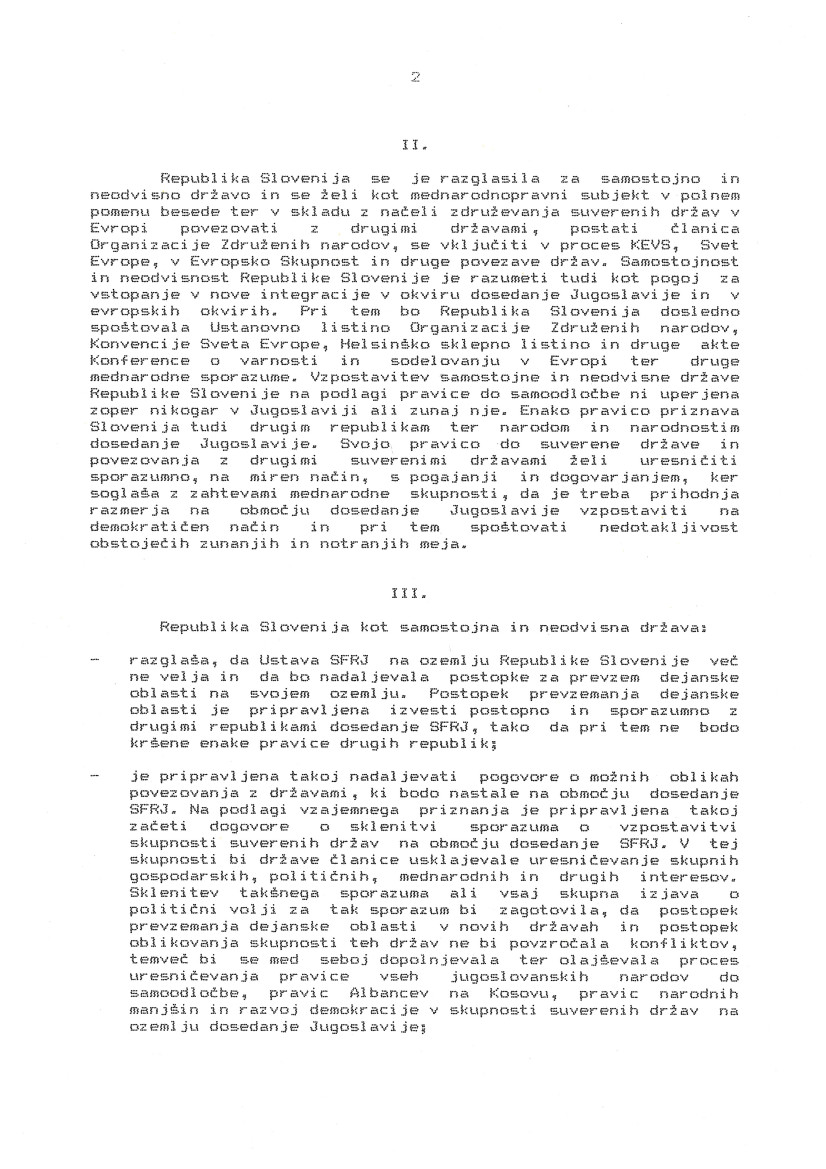 2
II.
Republika Slovenija se je razglasila za samostojno in
neodvisno državo in se želi kot mednarodnopravni subjekt v polnem
pomenu besede ter v skladu z načeli združevanja suverenih držav v
Evropi povezovati z drugimi državami, postati članica
Organizacije Združenih narodov, se vključiti v proces KEVS, Svet
Evrope, v Evropsko Skupnost in druge povezave držav. Samostojnost
in neodvisnost Republike Slovenije je razumeti tudi kot pogoj za
vstopanje v nove integracije v okviru dosedanje Jugoslavije in v
evropskih okvirih. Pri tem bo Republika Slovenija dosledno
spoštovala Ustanovno listino Organizacije Združenih narodov,
Konvencije Sveta Evrope, Helsinško sklepno listino in druge akte
Konference o varnosti in sodelovanju v Evropi ter druge
mednarodne sporazume. Vzpostavitev samostojne in neodvisne države
Republike Slovenije na podlagi pravice do samoodločbe ni uperjena
zoper nikogar v Jugoslaviji ali zunaj nje. Enako pravico priznava
Slovenija tudi drugim republikam ter narodom in narodnostim
dosedanje Jugoslavije. Svojo pravico do suverene države in
povezovanja z drugimi suverenimi državami želi uresničiti
sporazumno, na miren način, s pogajanji in dogovarjanjem, ker
soglaša z zahtevami mednarodne skupnosti, da je treba prihodnja
razmerja na območju dosedanje Jugoslavije vzpostaviti na
demokratičen način in pri tem spoštovati nedotakljivost
obstoječih zunanjih in notranjih meja.
III.
Republika Slovenija kot samostojna in neodvisna država:
- razglaša, da Ustava SFRJ na ozemlju Republike Slovenije več
ne velja in da bo nadaljevala postopke za prevzem dejanske
oblasti na svojem ozemlju. Postopek prevzemanja dejanske
oblasti je pripravljena izvesti postopno in sporazumno z
drugimi republikami dosedanje SFRJ, tako da pri tem ne bodo
kršene enake pravice drugih republik;
- je pripravljena takoj nadaljevati pogovore o možnih oblikah
povezovanja z državami, ki bodo nastale na območju dosedanje
SFRJ. Na podlagi vzajemnega priznanja je pripravljena takoj
začeti dogovore o sklenitvi sporazuma o vzpostavitvi
skupnosti suverenih držav na območju dosedanje SFRJ. V tej
skupnosti bi države članice usklajevale uresničevanje skupnih
gospodarskih, političnih, mednarodnih in drugih interesov.
Sklenitev takšnega sporazuma ali vsaj skupna izjava o
politični volji za tak sporazum bi zagotovila, da postopek
prevzemanja dejanske oblasti v novih državah in postopek
oblikovanja skupnosti teh držav ne bi povzročala konfliktov,
temveč bi se med seboj dopolnjevala ter olajševala proces
uresničevanja pravice vseh jugoslovanskih narodov do
samoodločbe, pravic Albancev na Kosovu, pravic narodnih
manjšin in razvoj demokracije v skupnosti suverenih držav na
ozemlju dosedanje Jugoslavije;